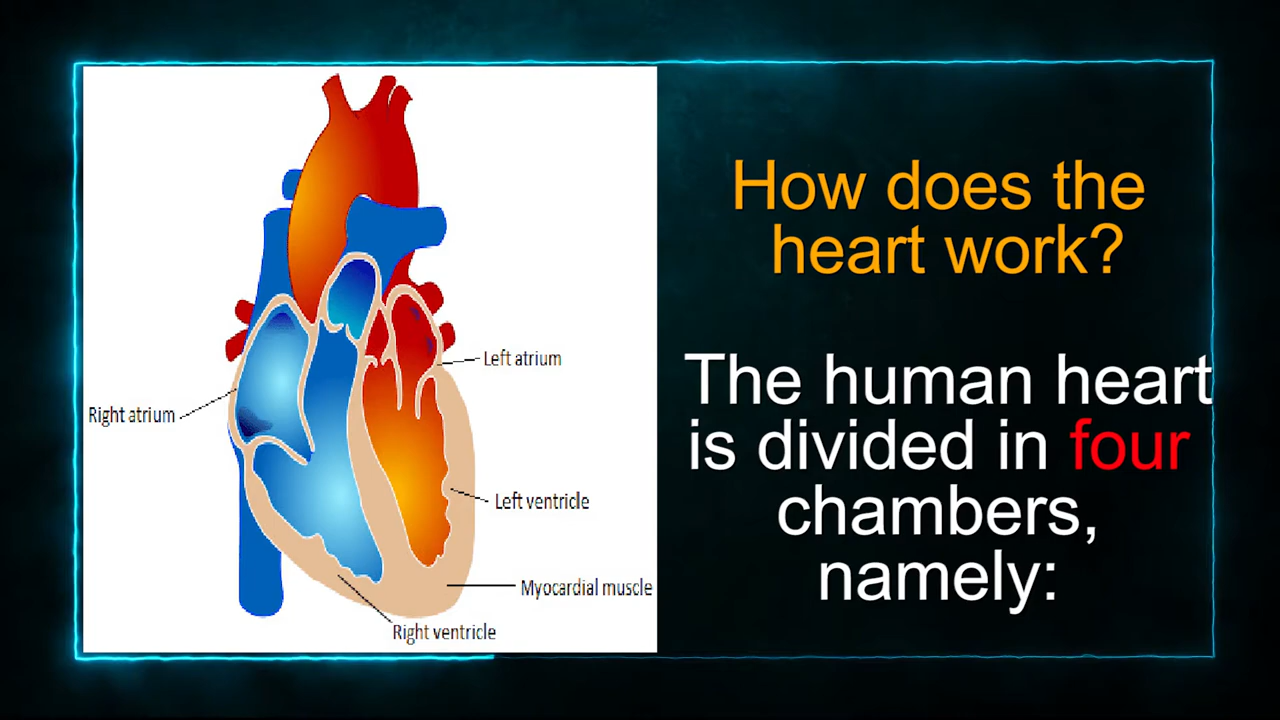 How does the
heart work?
The human heart
is divided in four
chambers,
namely:
Left atrium
Right atrium
Left ventricle
Myocardial muscle
Right ventricle